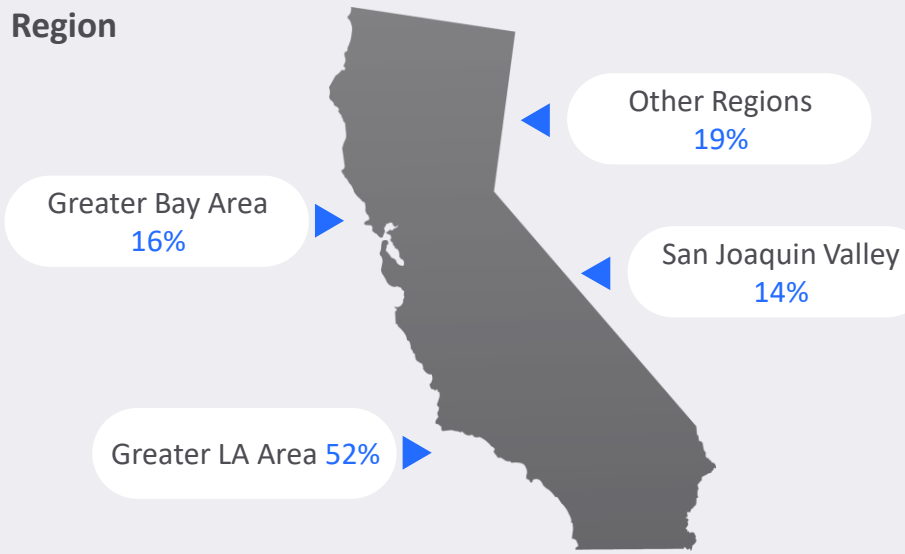 Region
Other Regions
19%
Greater Bay Area
16%
San Joaquin Valley
14%
Greater LA Area 52%